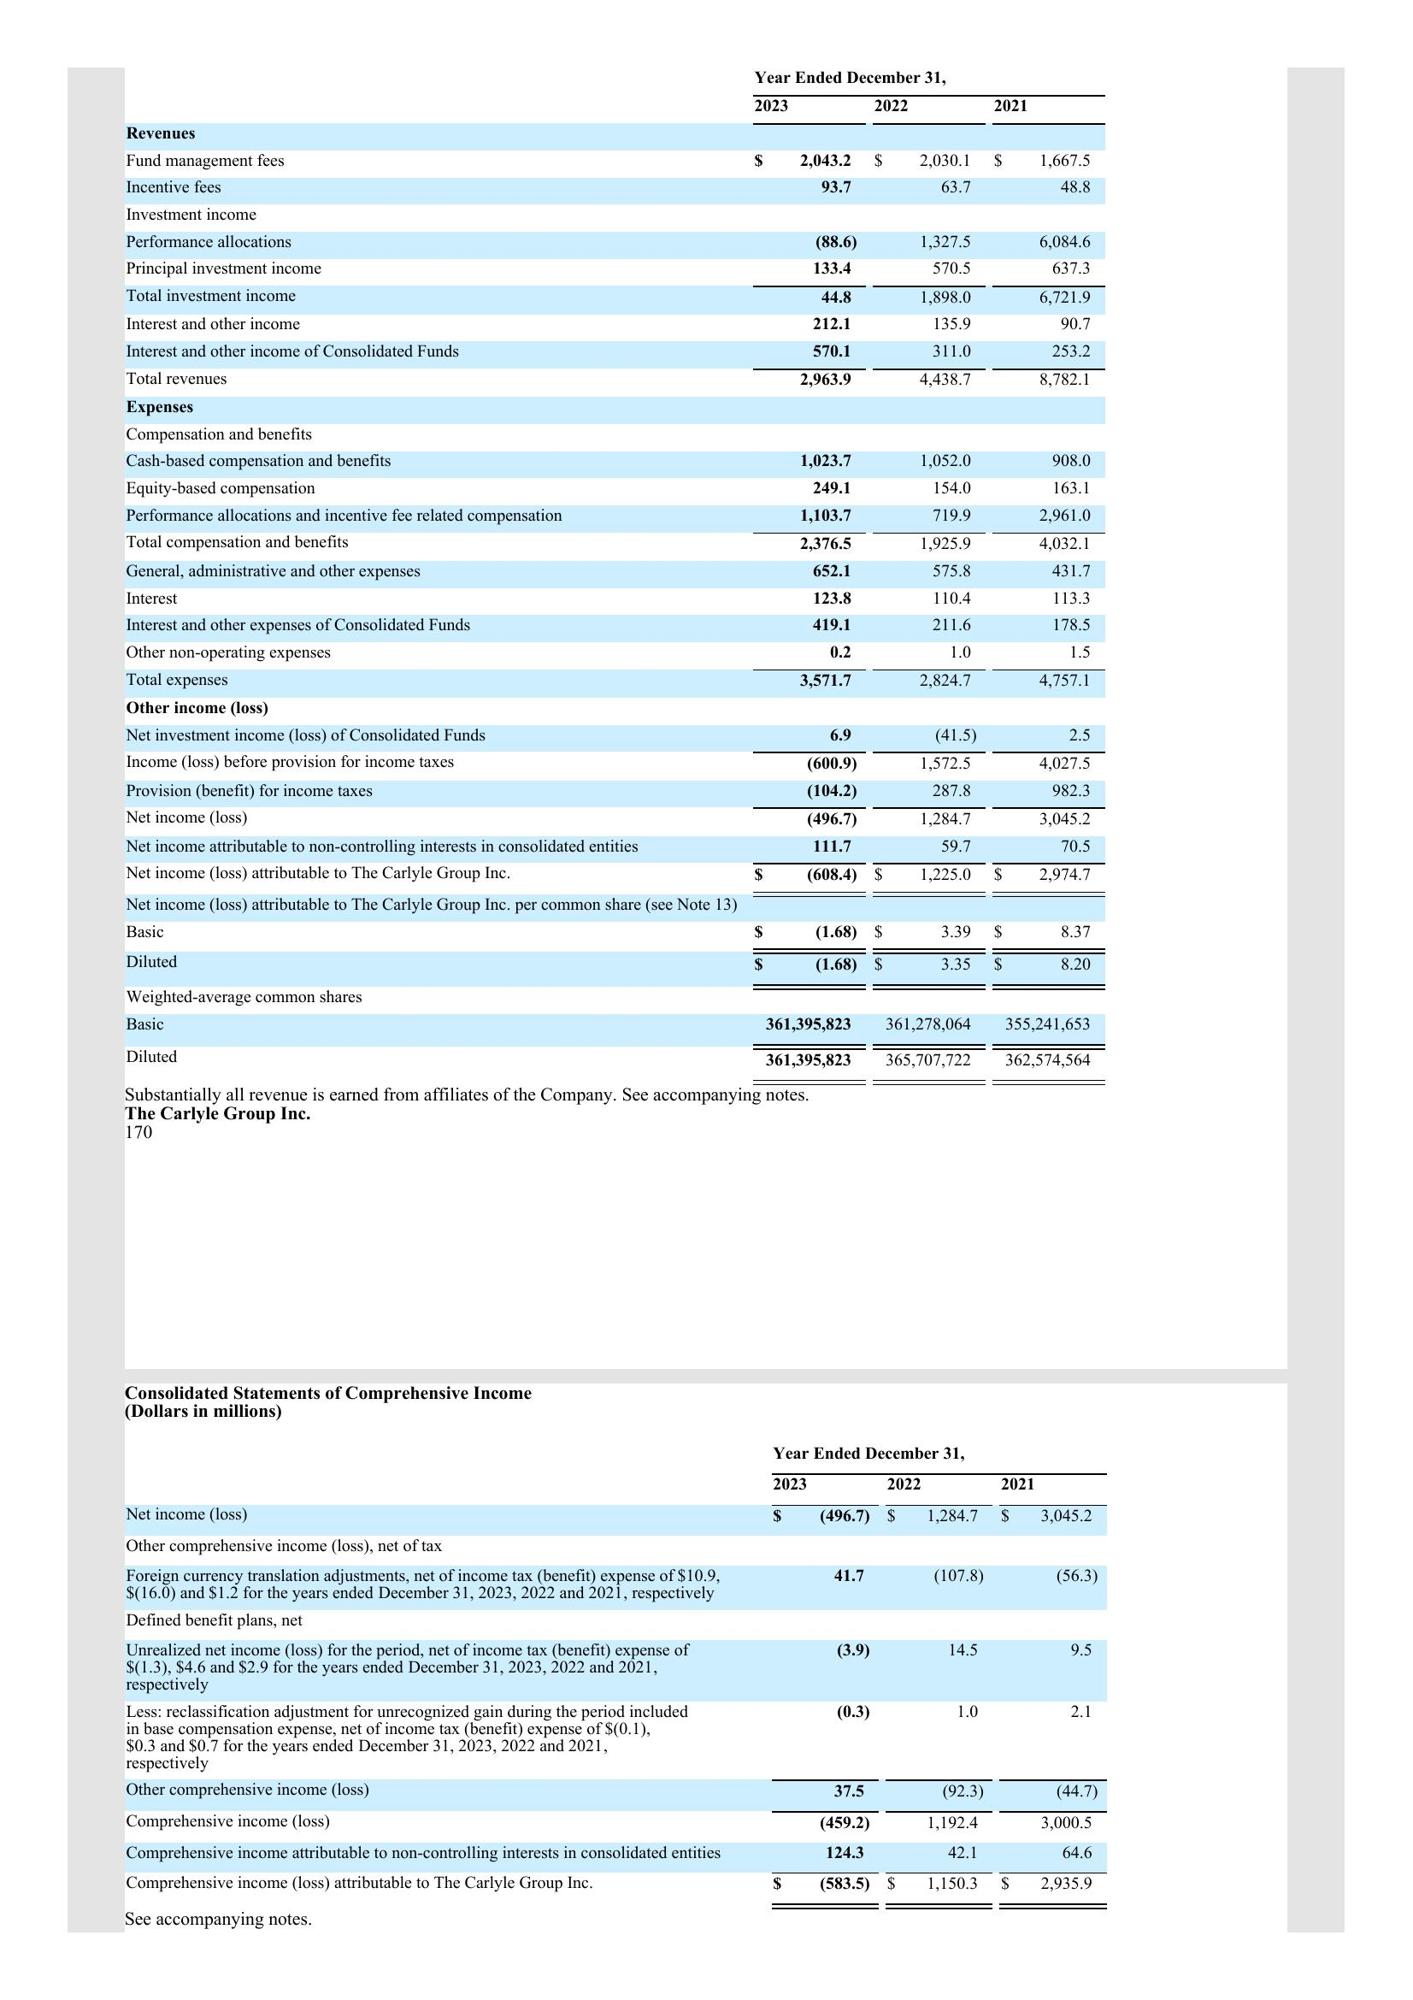 Year Ended December 31,
2023 2022 2021
Revenues
Fund management fees $ 2,043.2 $ 2,030.1 $ 1,667.5
Incentive fees 93.7 63.7 48.8
Investment income
Performance allocations (88.6) 1,327.5 6,084.6
Principal investment income 133.4 570.5 637.3
Total investment income 44.8 1,898.0 6,721.9
Interest and other income 212.1 135.9 90.7
Interest and other income of Consolidated Funds 570.1 311.0 253.2
Total revenues 2,963.9 4,438.7 8,782.1
Expenses
Compensation and benefits
Cash-based compensation and benefits 1,023.7 1,052.0 908.0
Equity-based compensation 249.1 154.0 163.1
Performance allocations and incentive fee related compensation 1,103.7 719.9 2,961.0
Total compensation and benefits 2,376.5 1,925.9 4,032.1
General, administrative and other expenses 652.1 575.8 431.7
Interest 123.8 110.4 113.3
Interest and other expenses of Consolidated Funds 419.1 211.6 178.5
Other non-operating expenses 0.2 1.0 1.5
Total expenses 3,571.7 2,824.7 4,757.1
Other income (loss)
Net investment income (loss) of Consolidated Funds 6.9 (41.5) 2.5
Income (loss) before provision for income taxes (600.9) 1,572.5 4,027.5
Provision (benefit) for income taxes (104.2) 287.8 982.3
Net income (loss) (496.7) 1,284.7 3,045.2
Net income attributable to non-controlling interests in consolidated entities 111.7 59.7 70.5
Net income (loss) attributable to The Carlyle Group Inc. $ (608.4) $ 1,225.0 $ 2,974.7
Net income (loss) attributable to The Carlyle Group Inc. per common share (see Note 13)
Basic $ (1.68) $ 3.39 $ 8.37
Diluted $ (1.68) $ 3.35 $ 8.20
Weighted-average common shares
Basic 361,395,823 361,278,064 355,241,653
Diluted 361,395,823 365,707,722 362,574,564
Substantially all revenue is earned from affiliates of the Company. See accompanying notes.
The Carlyle Group Inc.
170
Consolidated Statements of Comprehensive Income
(Dollars in millions)
Year Ended December 31,
2023 2022 2021
Net income (loss) $ (496.7) $ 1,284.7 $ 3,045.2
Other comprehensive income (loss), net of tax
Foreign currency translation adjustments, net of income tax (benefit) expense of $10.9, 41.7 (107.8) (56.3)
$(16.0) and $1.2 for the years ended December 31, 2023, 2022 and 2021, respectively
Defined benefit plans, net
Unrealized net income (loss) for the period, net of income tax (benefit) expense of (3.9) 14.5 9.5
$(1.3), $4.6 and $2.9 for the years ended December 31, 2023, 2022 and 2021,
respectively
Less: reclassification adjustment for unrecognized gain during the period included (0.3) 1.0 2.1
in base compensation expense, net of income tax (benefit) expense of $(0.1),
$0.3 and $0.7 for the years ended December 31, 2023, 2022 and 2021,
respectively
Other comprehensive income (loss) 37.5 (92.3) (44.7)
Comprehensive income (loss) (459.2) 1,192.4 3,000.5
Comprehensive income attributable to non-controlling interests in consolidated entities 124.3 42.1 64.6
Comprehensive income (loss) attributable to The Carlyle Group Inc. $ (583.5) $ 1,150.3 $ 2,935.9
See accompanying notes.